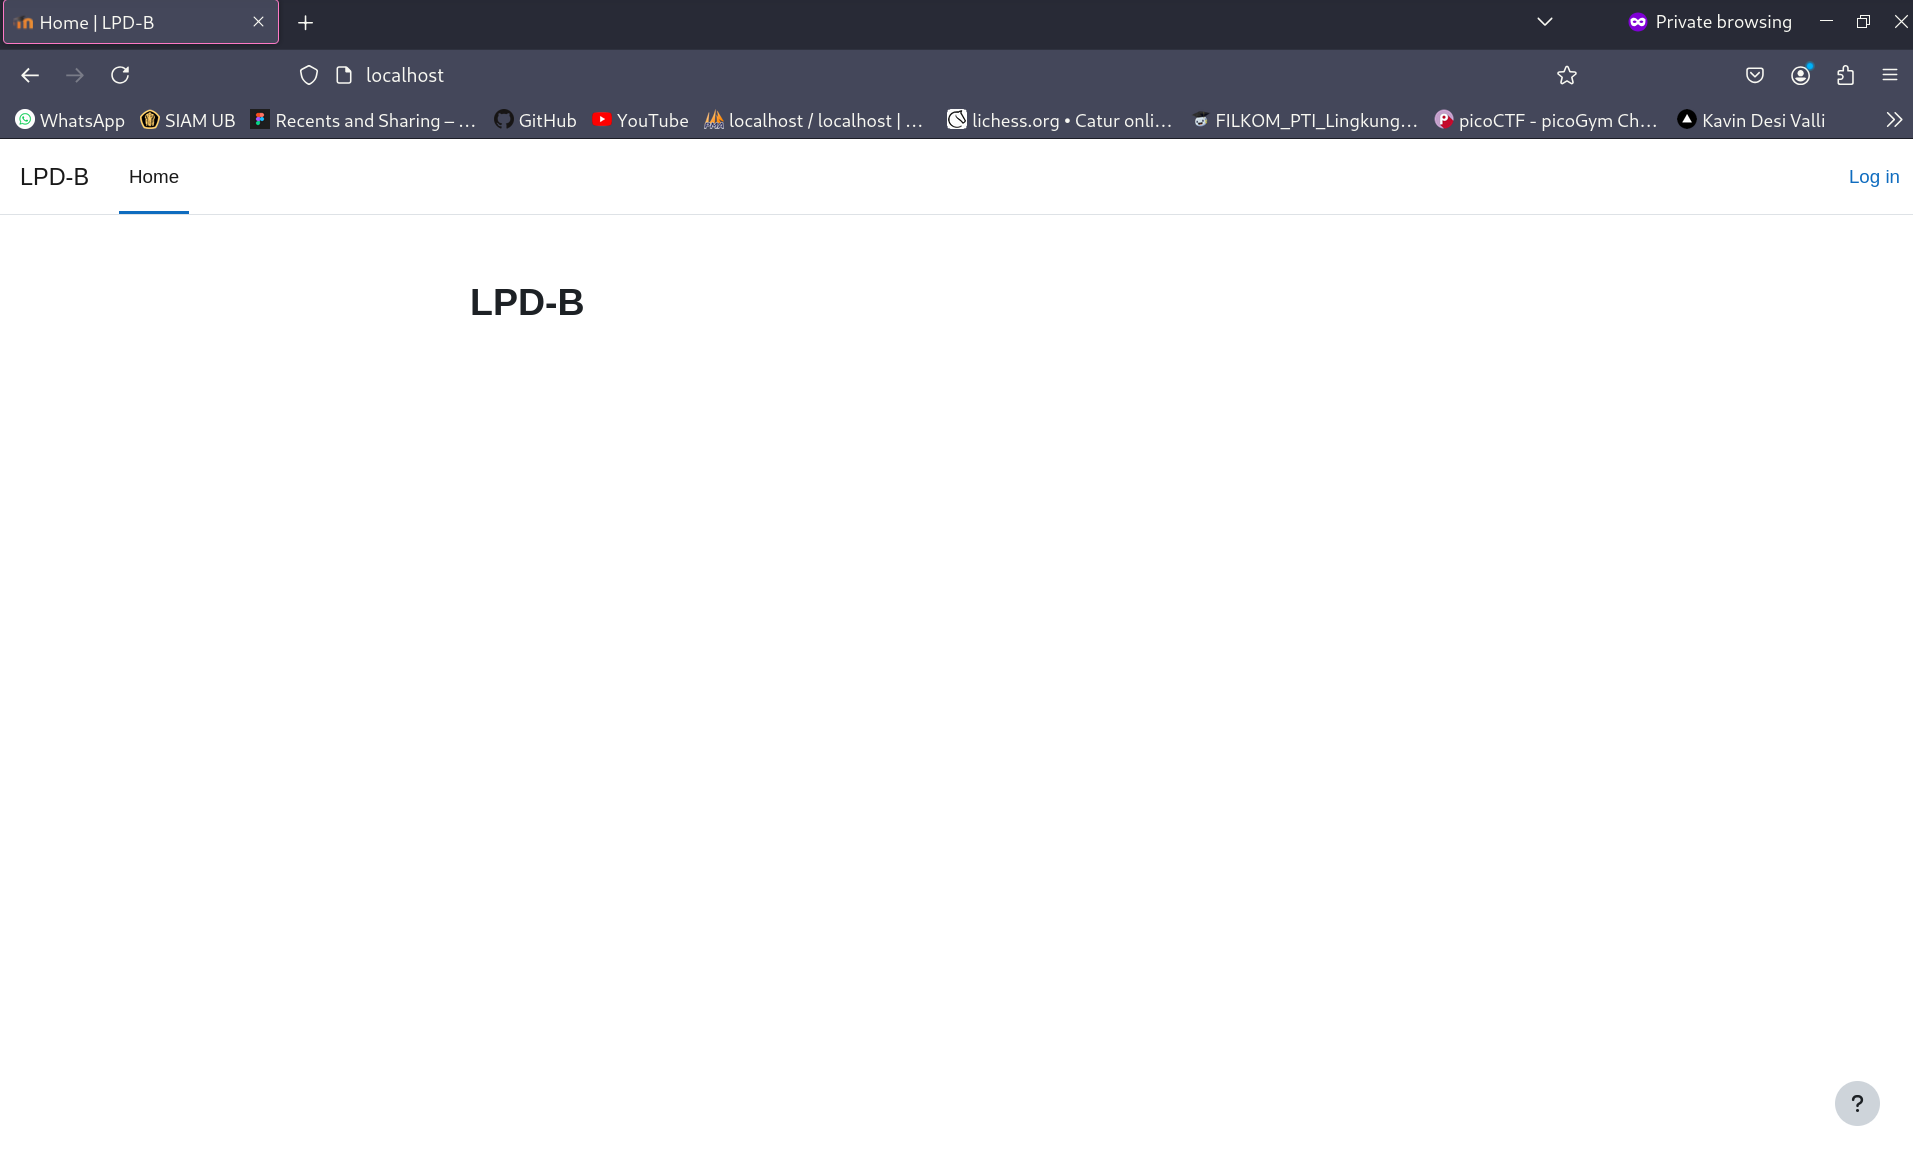 Home | LPD-B
Private browsing
localhost
WhatsApp SIAM UB Recents and Sharing – ... GitHub YouTube localhost / localhost | ... lichess.org • Catur onli... FILKOM_PTI_Lingkung... picoCTF - picoGym Ch... Kavin Desi Valli
LPD-B Home Log in
LPD-B
?